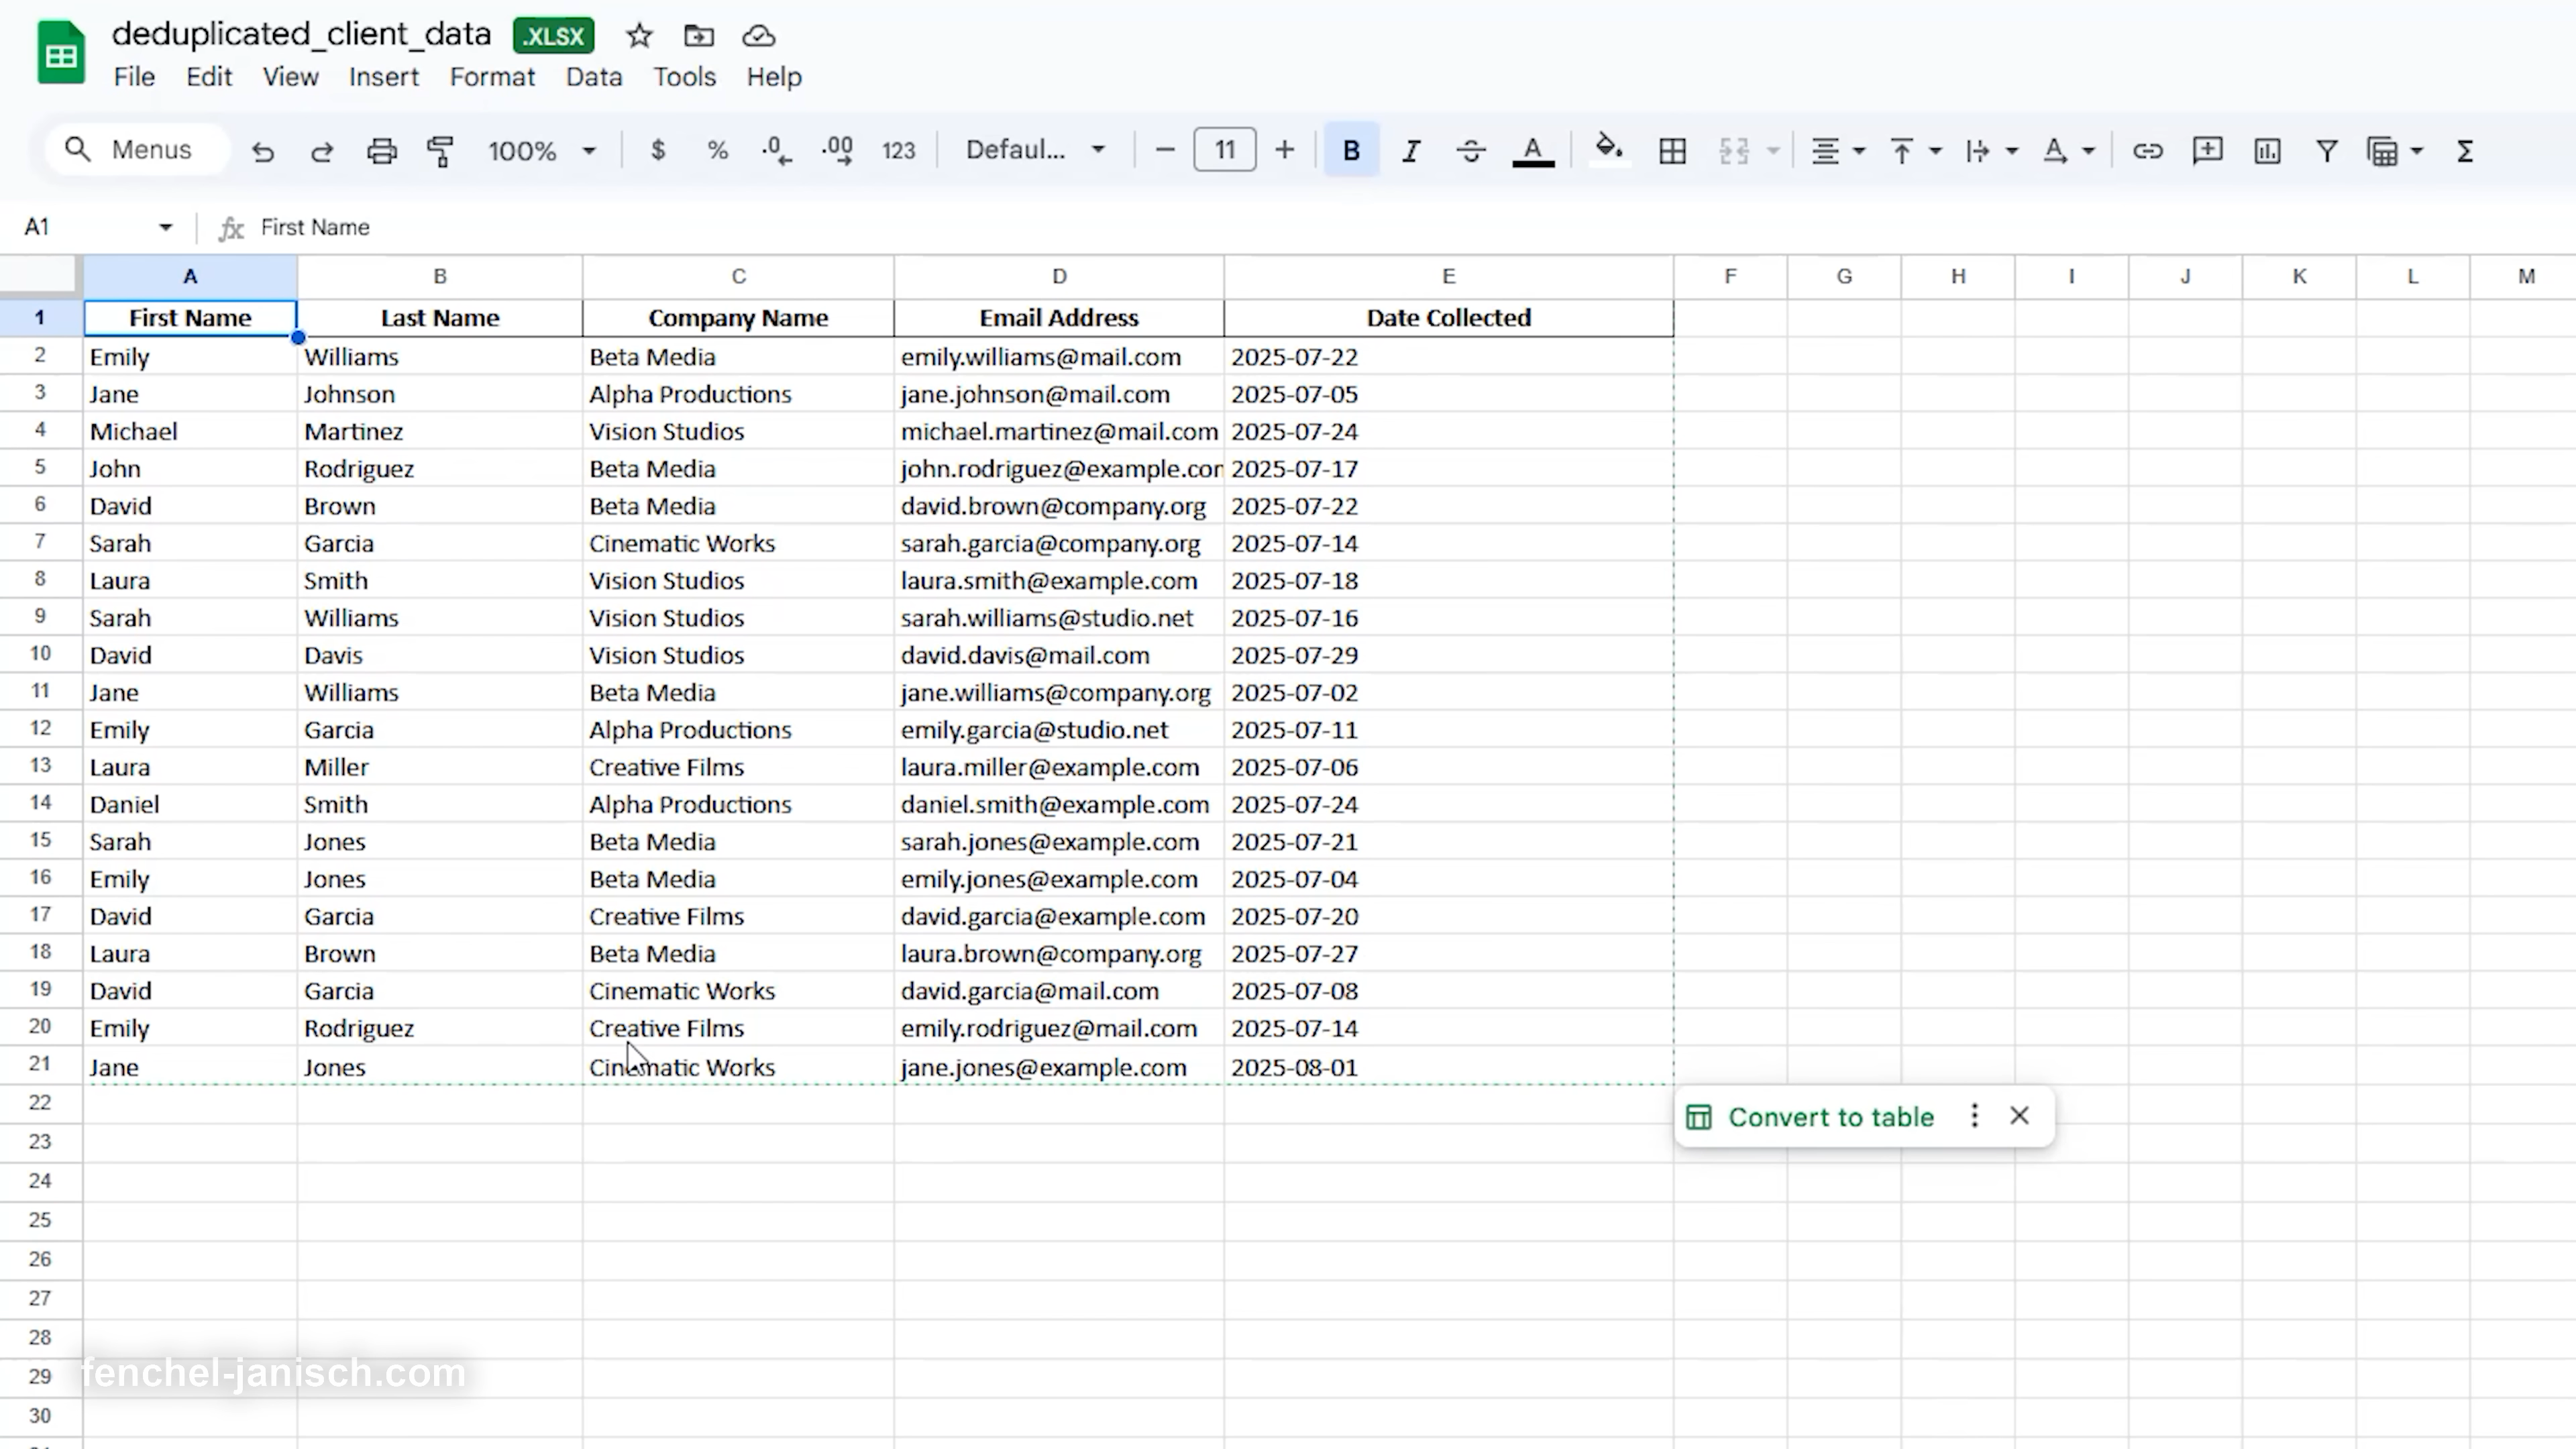 deduplicated_client_data .XLSX
File Edit View Insert Format Data Tools Help
Menus 100% $ % .0 .00 123 Defaul... 11 B I A A Σ
A1 fx First Name
A B C D E F G H I J K L M
1 First Name Last Name Company Name Email Address Date Collected
2 Emily Williams Beta Media emily.williams@mail.com 2025-07-22
3 Jane Johnson Alpha Productions jane.johnson@mail.com 2025-07-05
4 Michael Martinez Vision Studios michael.martinez@mail.com 2025-07-24
5 John Rodriguez Beta Media john.rodriguez@example.con 2025-07-17
6 David Brown Beta Media david.brown@company.org 2025-07-22
7 Sarah Garcia Cinematic Works sarah.garcia@company.org 2025-07-14
8 Laura Smith Vision Studios laura.smith@example.com 2025-07-18
9 Sarah Williams Vision Studios sarah.williams@studio.net 2025-07-16
10 David Davis Vision Studios david.davis@mail.com 2025-07-29
11 Jane Williams Beta Media jane.williams@company.org 2025-07-02
12 Emily Garcia Alpha Productions emily.garcia@studio.net 2025-07-11
13 Laura Miller Creative Films laura.miller@example.com 2025-07-06
14 Daniel Smith Alpha Productions daniel.smith@example.com 2025-07-24
15 Sarah Jones Beta Media sarah.jones@example.com 2025-07-21
16 Emily Jones Beta Media emily.jones@example.com 2025-07-04
17 David Garcia Creative Films david.garcia@example.com 2025-07-20
18 Laura Brown Beta Media laura.brown@company.org 2025-07-27
19 David Garcia Cinematic Works david.garcia@mail.com 2025-07-08
20 Emily Rodriguez Creative Films emily.rodriguez@mail.com 2025-07-14
21 Jane Jones Cinematic Works jane.jones@example.com 2025-08-01
22 Convert to table
23
24
25
26
27
28
29 fenchel-janisch.com
30